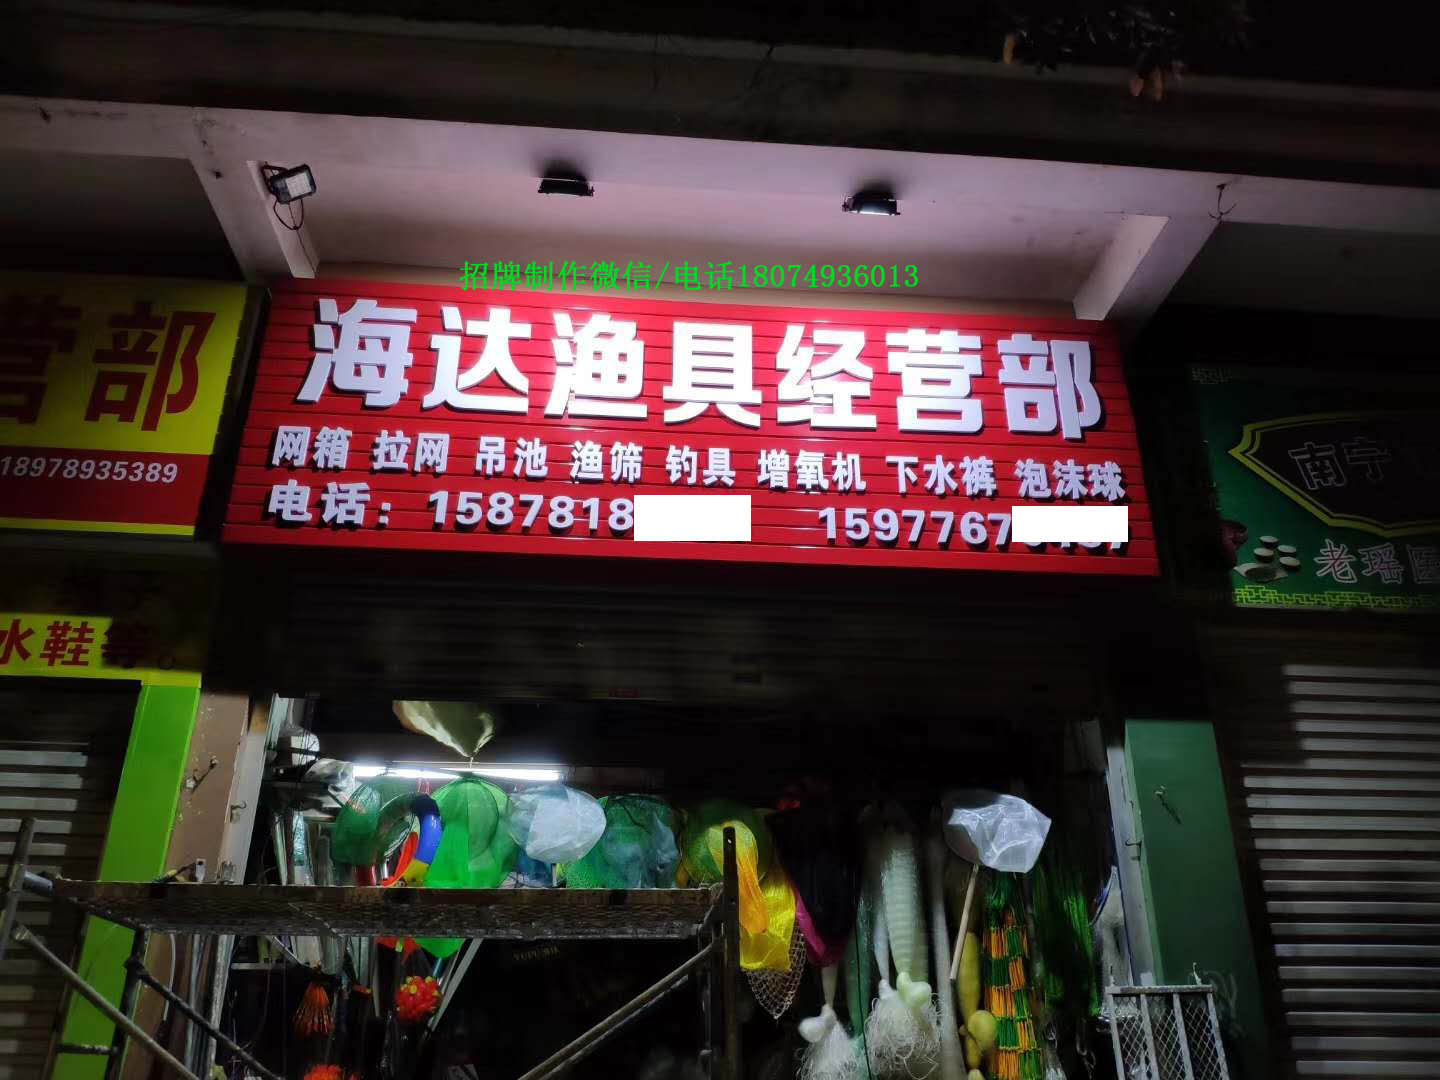 招牌制作微信/电话18074936013
海达渔具经营部
网箱 拉网 吊池 渔筛 钓具 增氧机 下水裤 泡沫球
电话：1587818 15977767
营部
18978935389
水鞋等。
南宁
老瑶医